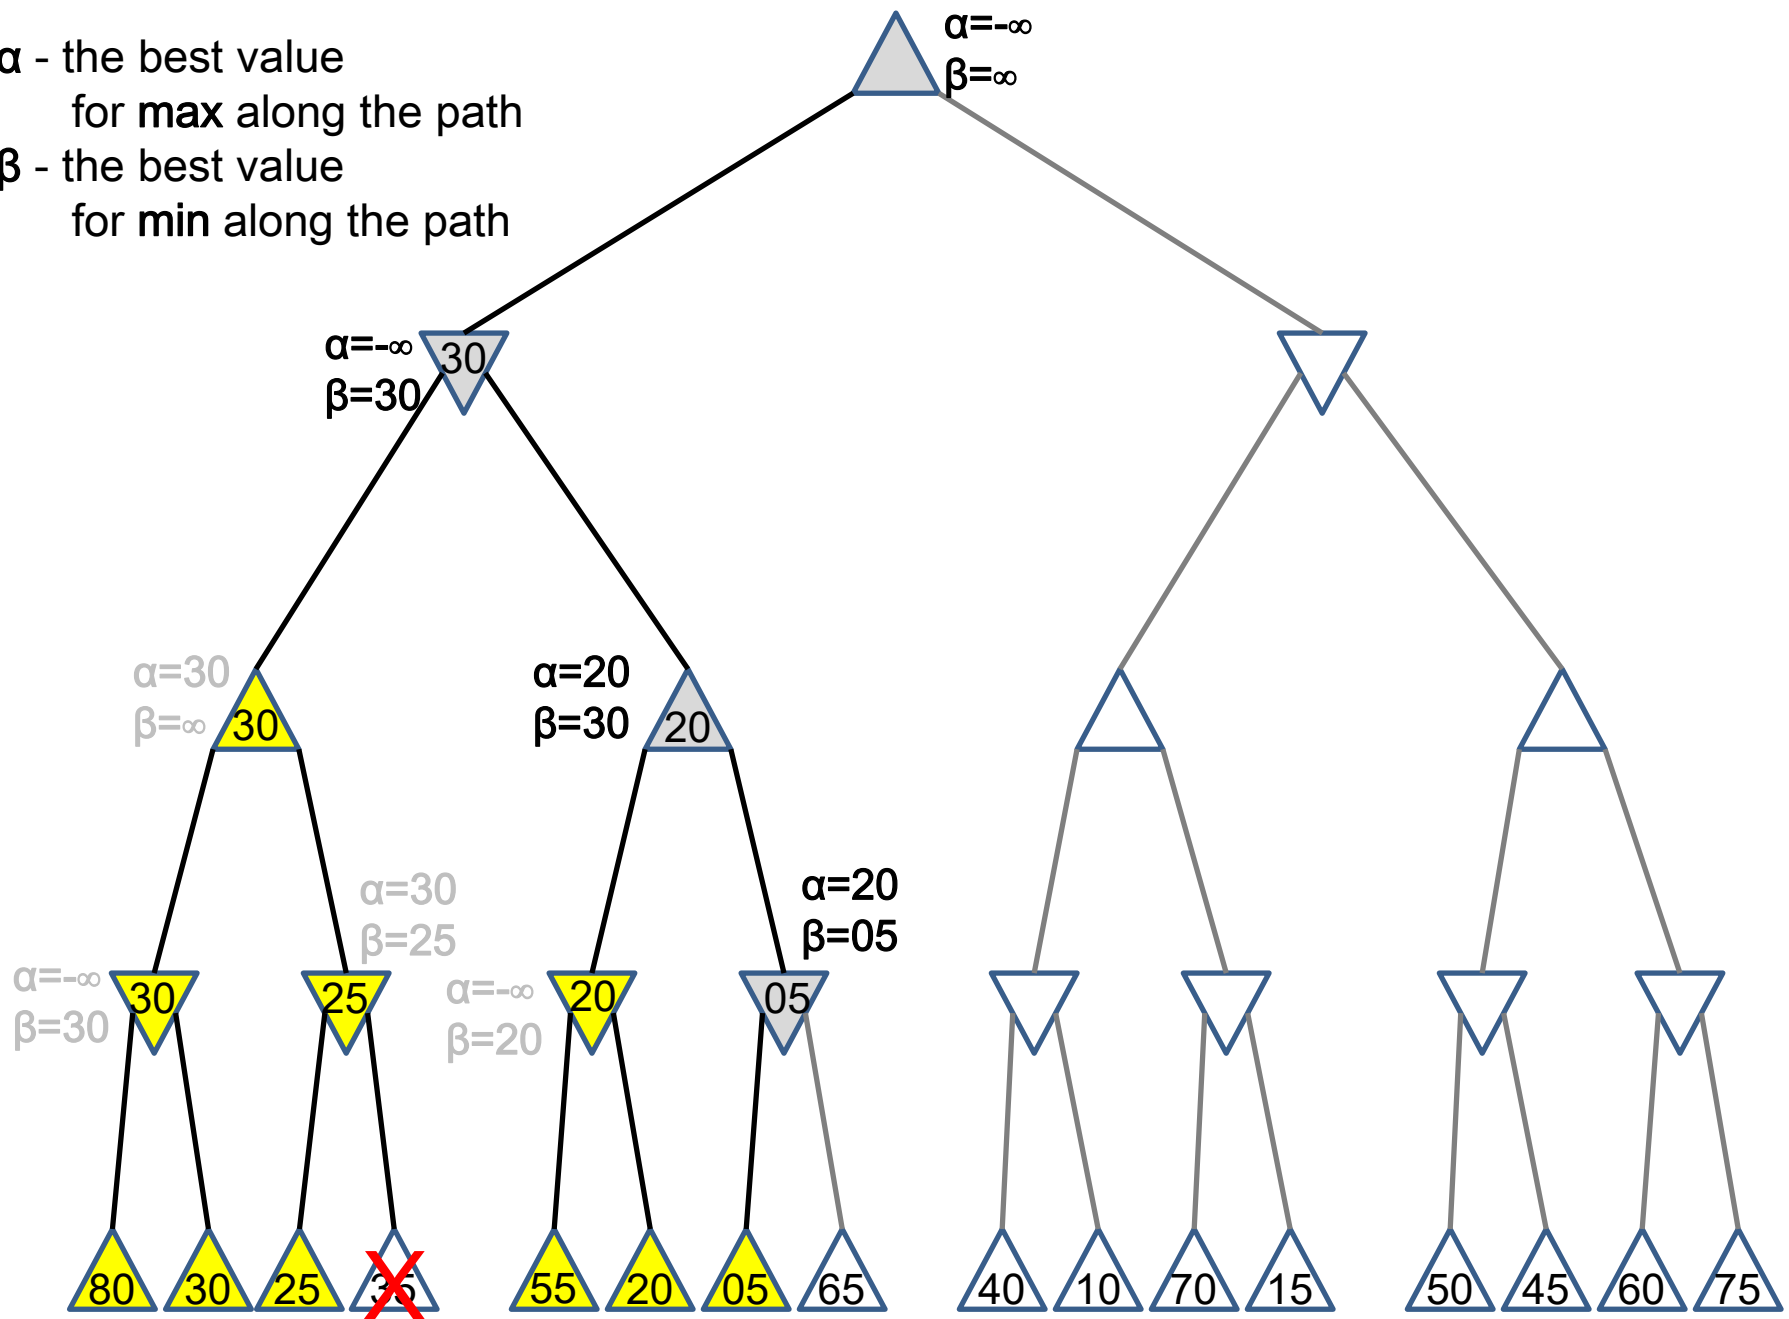 α=-∞
α - the best value
β=∞
for max along the path
β - the best value
for min along the path
α=-∞
30
β=30
α=30
β=∞
30
α=20
β=30
20
α=30
β=25
α=20
β=05
α=-∞
β=30
30
25
α=-∞
β=20
20
05
80 30 25 35 55 20 05 65 40 10 70 15 50 45 60 75